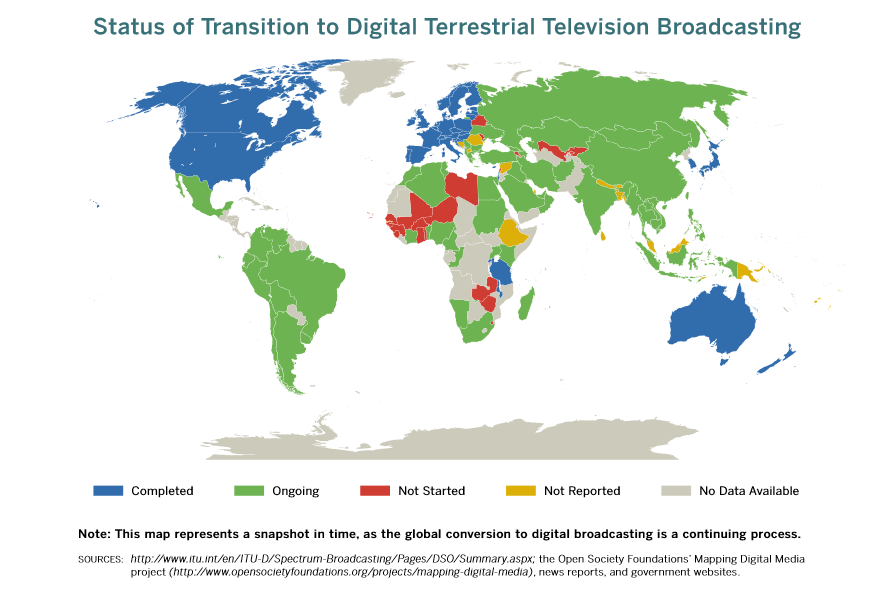 Status of Transition to Digital Terrestrial Television Broadcasting
Completed
Ongoing
Not Started
Not Reported
No Data Available
Note: This map represents a snapshot in time, as the global conversion to digital broadcasting is a continuing process.
SOURCES: http://www.itu.int/en/ITU-D/Spectrum-Broadcasting/Pages/DSO/Summary.aspx; the Open Society Foundations' Mapping Digital Media
project (http://www.opensocietyfoundations.org/projects/mapping-digital-media), news reports, and government websites.